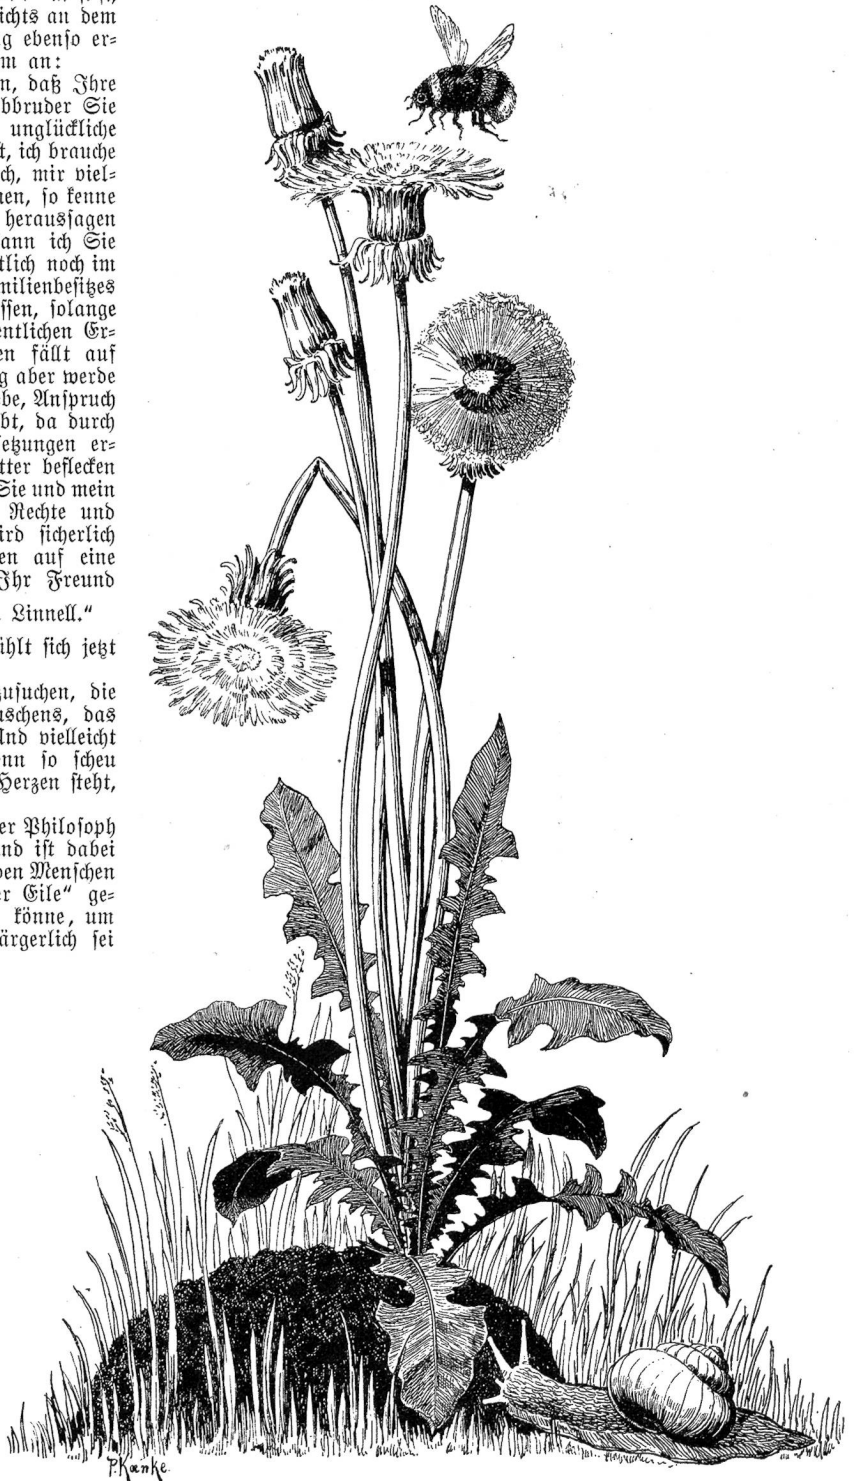 ichts an dem
g ebenſo er-
m an:
n, daß Ihre
bbruder Sie
unglückliche
t, ich brauche
ch, mir viel-
nen, ſo kenne
herausſagen
ann ich Sie
tlich noch im
milienbeſitzes
ſſen, ſolange
entlichen Er-
en fällt auf
g aber werde
be, Anſpruch
bt, da durch
ſetzungen er-
tter beflecken
Sie und mein
Rechte und
ird ſicherlich
en auf eine
Ihr Freund
Linnell.“
ühlt ſich jetzt
zuſuchen, die
uſchens, das
Und vielleicht
nn ſo ſcheu
Herzen ſteht,
er Philoſoph
nd iſt dabei
ben Menſchen
r Eile“ ge-
könne, um
ärgerlich ſei
P. Kanke.